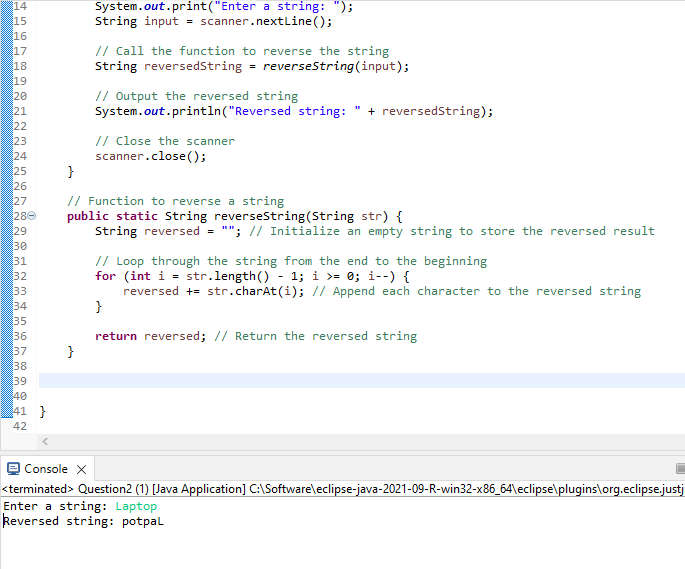 14 System.out.print("Enter a string: ");
15 String input = scanner.nextLine();
16
17 // Call the function to reverse the string
18 String reversedString = reverseString(input);
19
20 // Output the reversed string
21 System.out.println("Reversed string: " + reversedString);
22
23 // Close the scanner
24 scanner.close();
25 }
26
27 // Function to reverse a string
28 public static String reverseString(String str) {
29 String reversed = ""; // Initialize an empty string to store the reversed result
30
31 // Loop through the string from the end to the beginning
32 for (int i = str.length() - 1; i >= 0; i--) {
33 reversed += str.charAt(i); // Append each character to the reversed string
34 }
35
36 return reversed; // Return the reversed string
37 }
38
39
40
41 }
42
Console
<terminated> Question2 (1) [Java Application] C:\Software\eclipse-java-2021-09-R-win32-x86_64\eclipse\plugins\org.eclipse.justj
Enter a string: Laptop
Reversed string: potpaL